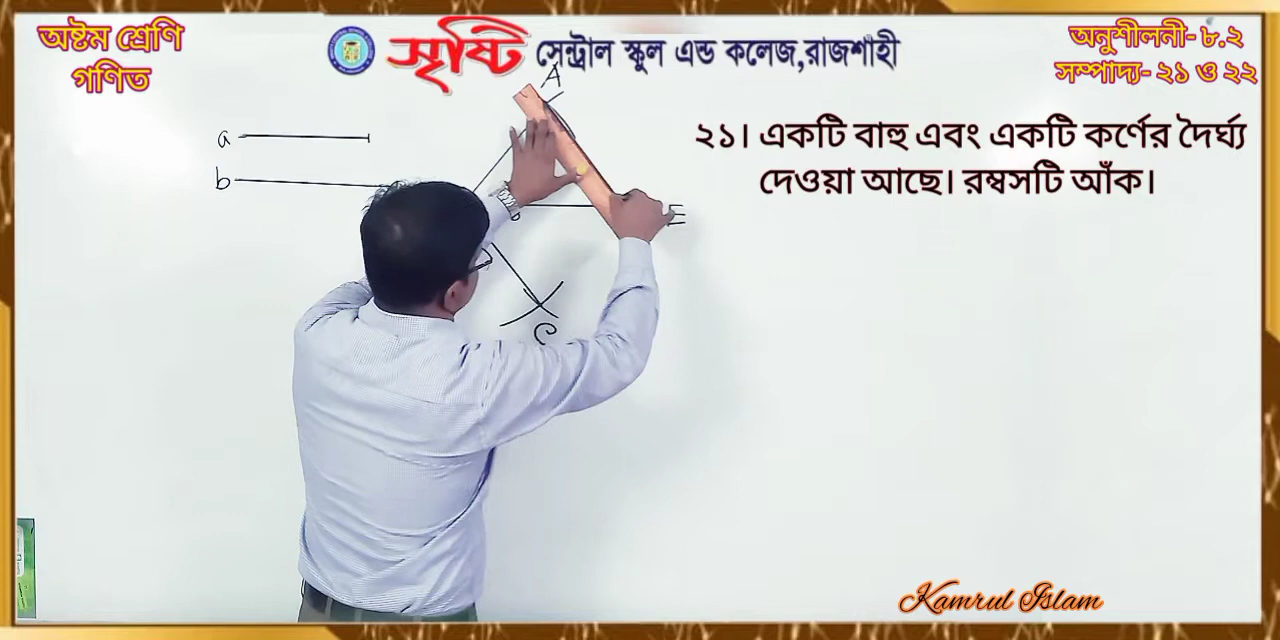 অষ্টম শ্রেণি
গণিত
সৃষ্টি সেন্ট্রাল স্কুল এন্ড কলেজ,রাজশাহী
অনুশীলনী- ৮.২
সম্পাদ্য- ২১ ও ২২
২১। একটি বাহু এবং একটি কর্ণের দৈর্ঘ্য
দেওয়া আছে। রম্বসটি আঁক।
a
b
A
E
C
Kamrul Islam